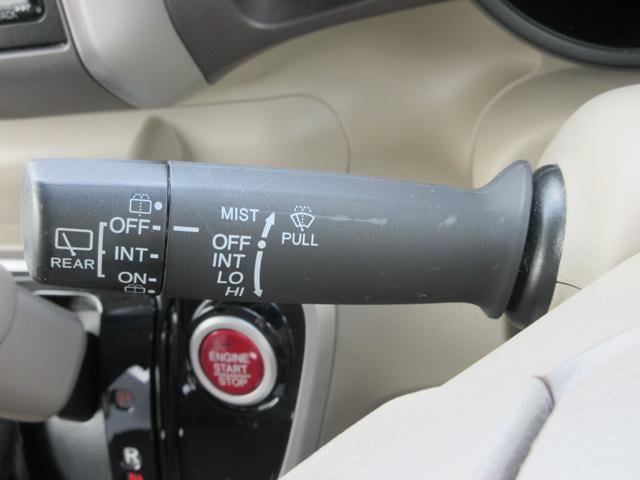 MIST
OFF
OFF
PULL
INT
INT
REAR
LO
ON
HI
ENGINE
START
STOP
R